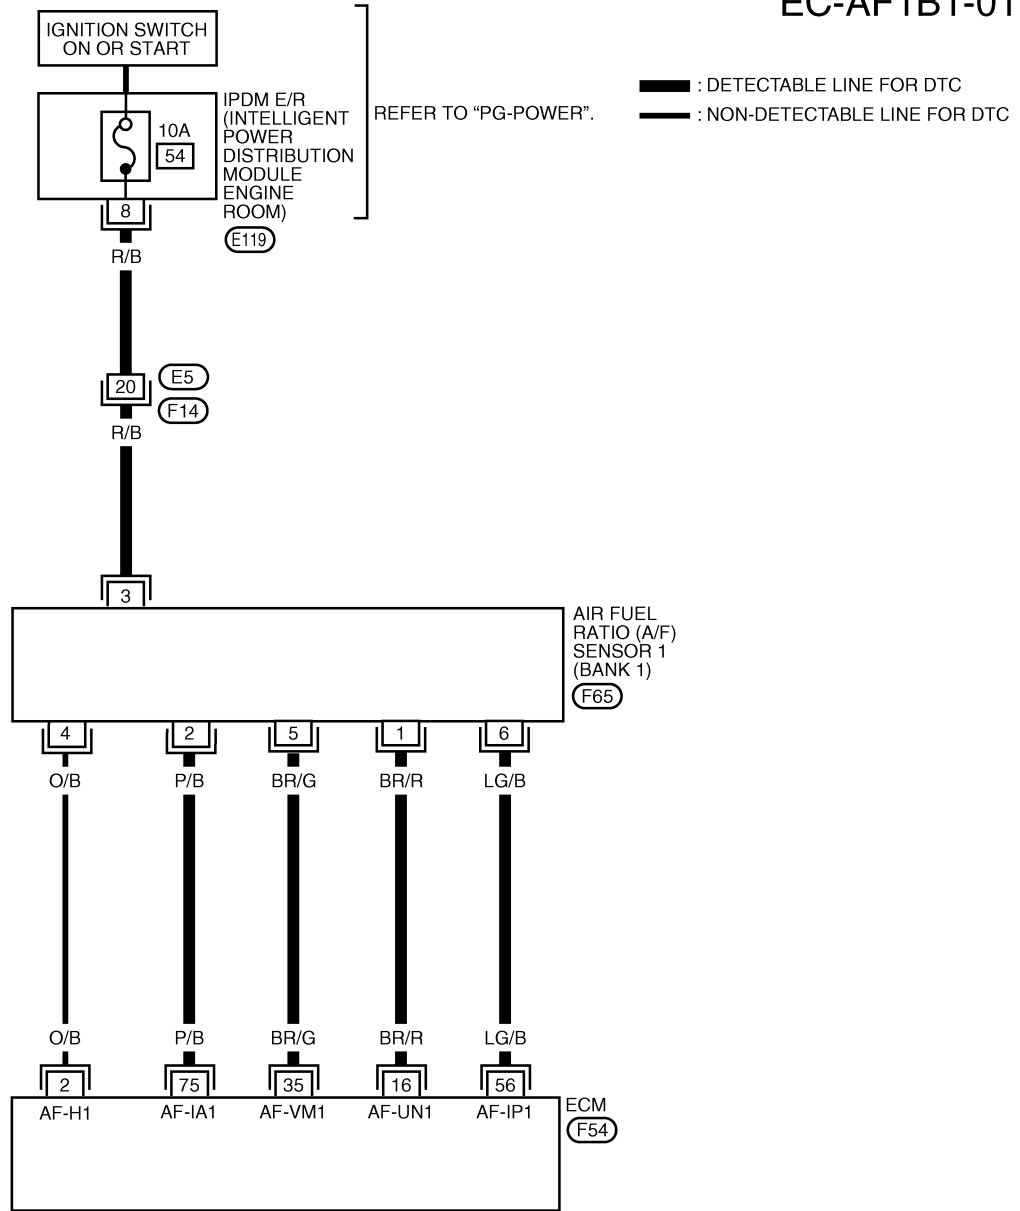 EC-AF1B1-01
IGNITION SWITCH
ON OR START
IPDM E/R
(INTELLIGENT
POWER
DISTRIBUTION
MODULE
ENGINE
ROOM)
E119
10A
54
8
REFER TO “PG-POWER”.
: DETECTABLE LINE FOR DTC
: NON-DETECTABLE LINE FOR DTC
R/B
20
E5
F14
R/B
3
AIR FUEL
RATIO (A/F)
SENSOR 1
(BANK 1)
F65
4 2 5 1 6
O/B P/B BR/G BR/R LG/B
O/B P/B BR/G BR/R LG/B
2 75 35 16 56
AF-H1 AF-IA1 AF-VM1 AF-UN1 AF-IP1
ECM
F54